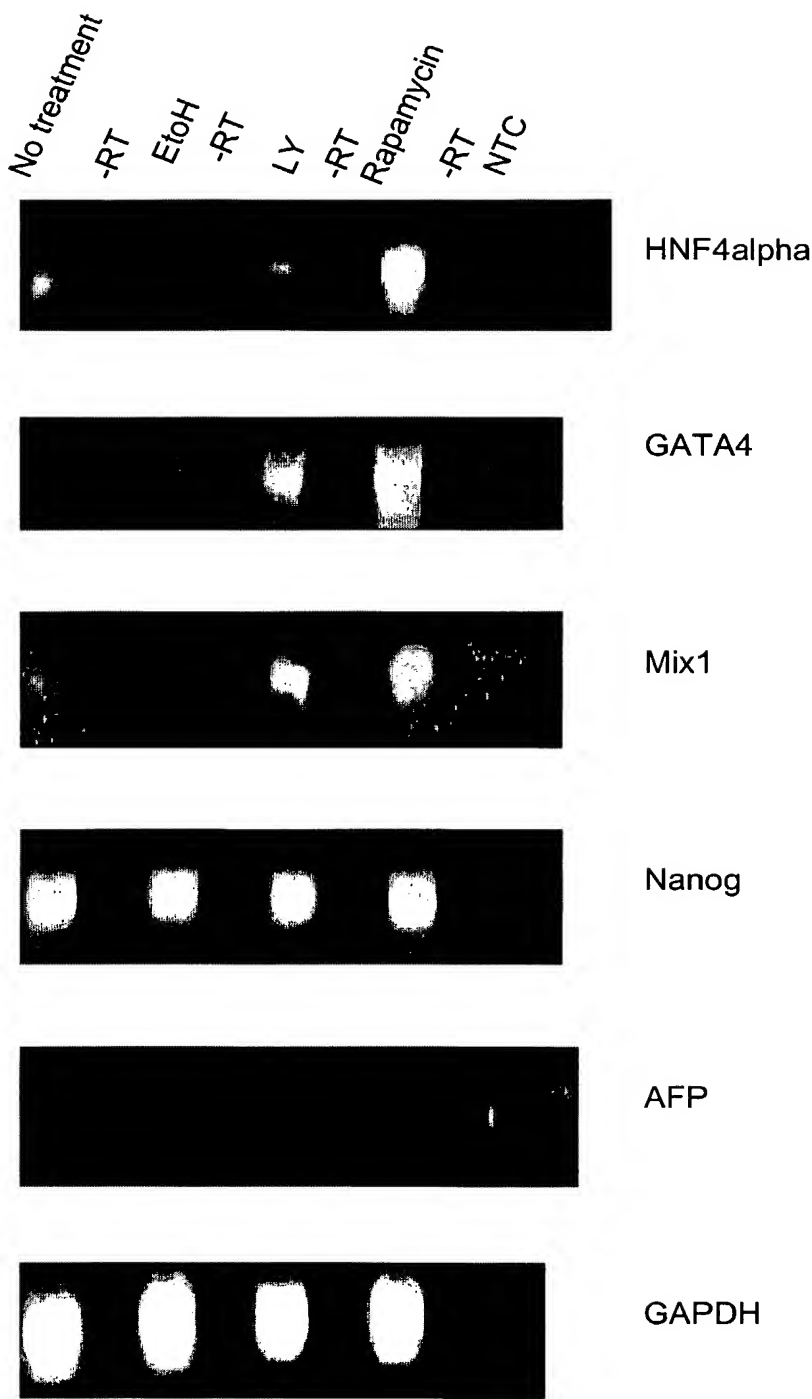 No treatment
-RT
EtoH
-RT
LY
-RT
Rapamycin
-RT
NTC
HNF4alpha
GATA4
Mix1
Nanog
AFP
GAPDH